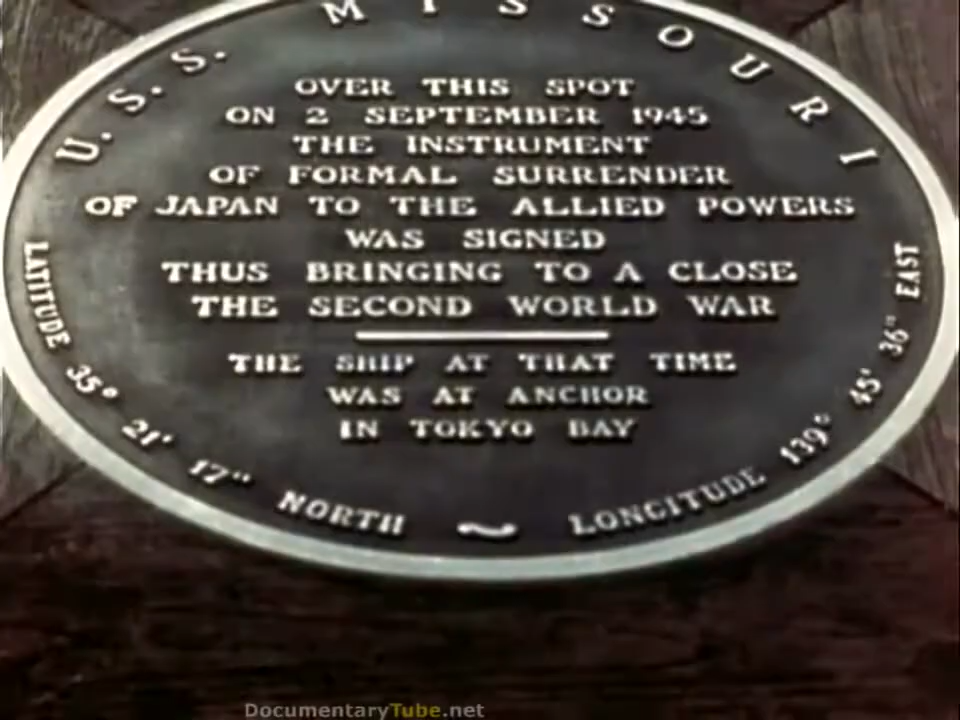 U.S.S. MISSOURI
OVER THIS SPOT
ON 2 SEPTEMBER 1945
THE INSTRUMENT
OF FORMAL SURRENDER
OF JAPAN TO THE ALLIED POWERS
WAS SIGNED
THUS BRINGING TO A CLOSE
THE SECOND WORLD WAR
THE SHIP AT THAT TIME
WAS AT ANCHOR
IN TOKYO BAY
LATITUDE 35° 21' 17" NORTH ~ LONGITUDE 139° 45' 36" EAST
DocumentaryTube.net